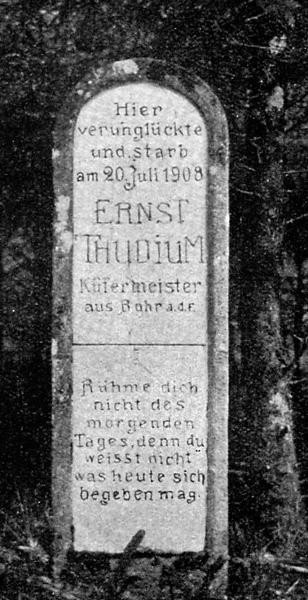 Hier
verunglückte
und starb
am 20. Juli 1908
ERNST
THUDIUM
Küfermeister
aus Buhr a.d.F.
Rühme dich
nicht des
morgenden
Tages, denn du
weisst nicht
was heute sich
begeben mag.